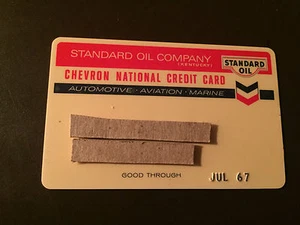 STANDARD OIL COMPANY
(KENTUCKY)
STANDARD
OIL
CHEVRON NATIONAL CREDIT CARD
AUTOMOTIVE • AVIATION • MARINE
GOOD THROUGH
JUL 67